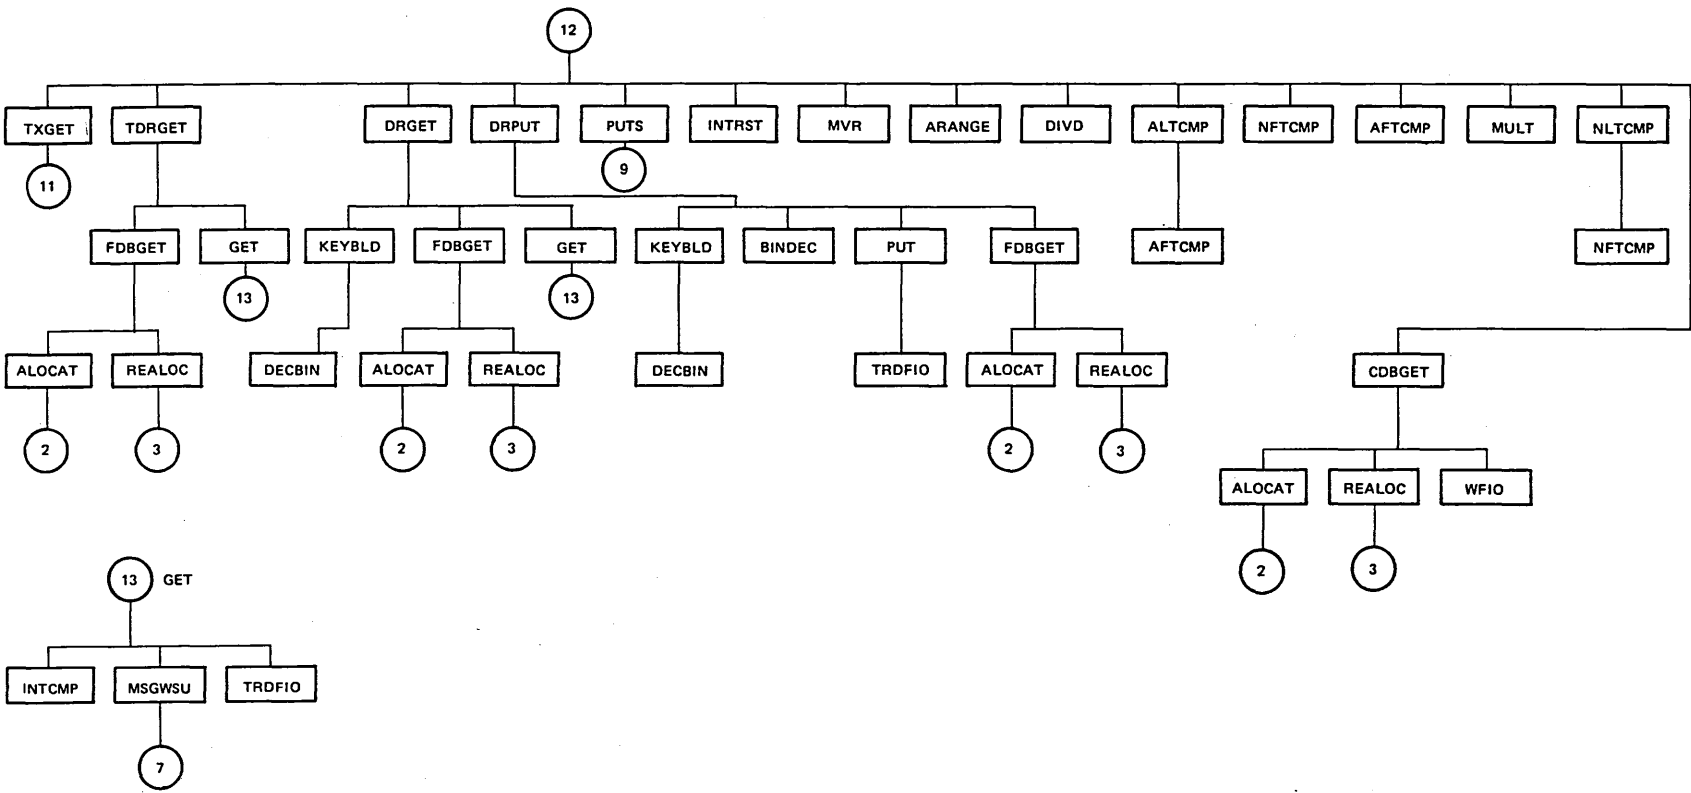 12
TXGET TDRGET DRGET DRPUT PUTS INTRST MVR ARANGE DIVD ALTCMP NFTCMP AFTCMP MULT NLTCMP
11 9
FDBGET GET KEYBLD FDBGET GET KEYBLD BINDEC PUT FDBGET AFTCMP NFTCMP
13 13
ALOCAT REALOC DECBIN ALOCAT REALOC DECBIN TRDFIO ALOCAT REALOC CDBGET
2 3 2 3 2 3
ALOCAT REALOC WFIO
2 3
13 GET
INTCMP MSGWSU TRDFIO
7